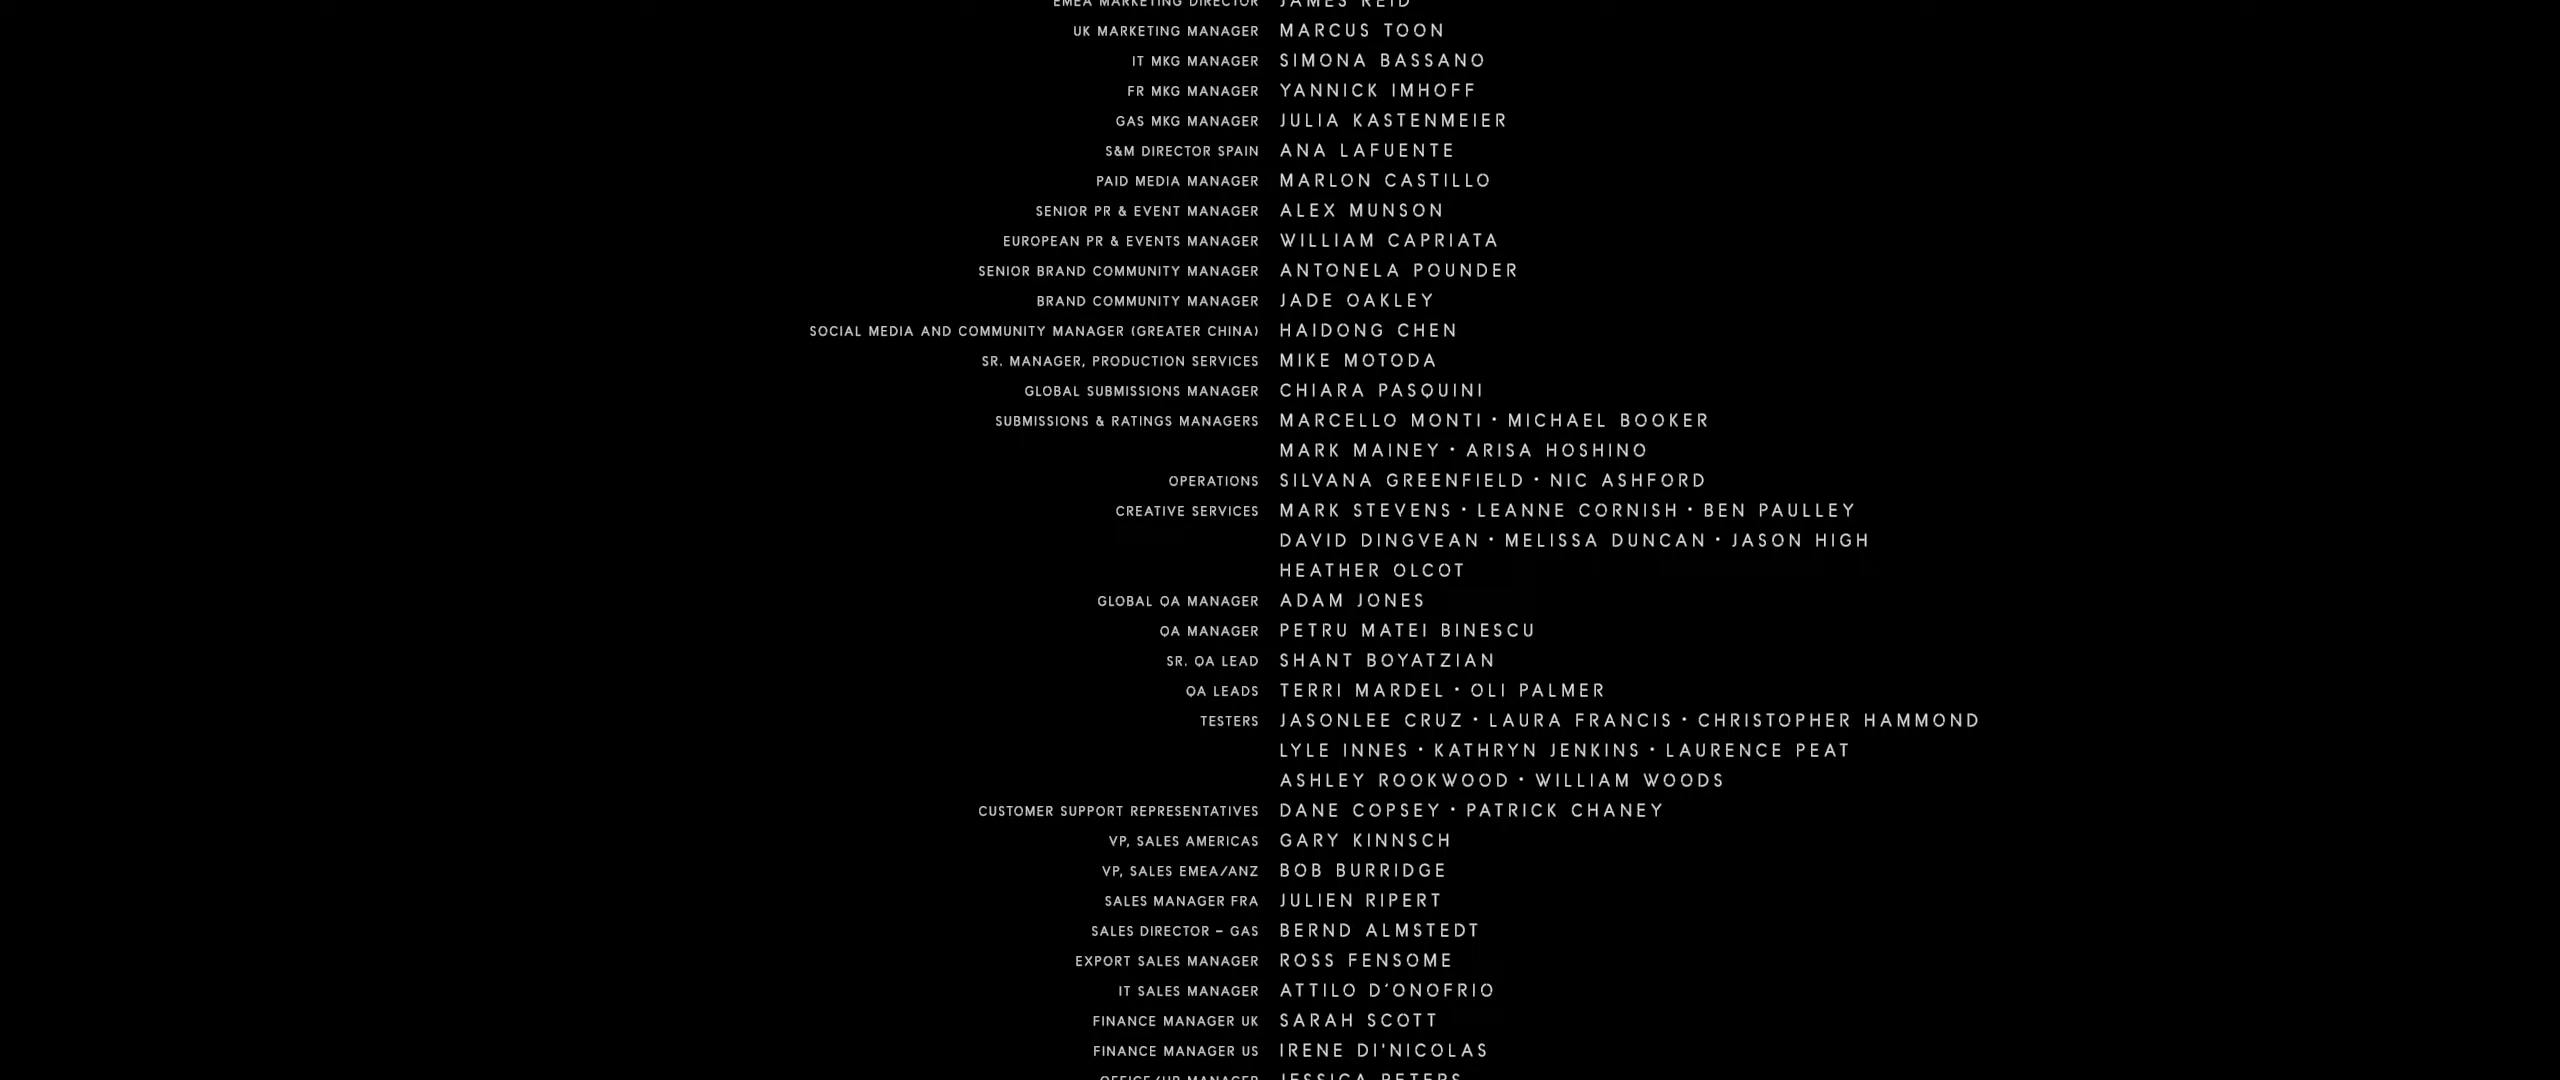 EMEA MARKETING DIRECTOR JAMES REID
UK MARKETING MANAGER MARCUS TOON
IT MKG MANAGER SIMONA BASSANO
FR MKG MANAGER YANNICK IMHOFF
GAS MKG MANAGER JULIA KASTENMEIER
S&M DIRECTOR SPAIN ANA LAFUENTE
PAID MEDIA MANAGER MARLON CASTILLO
SENIOR PR & EVENT MANAGER ALEX MUNSON
EUROPEAN PR & EVENTS MANAGER WILLIAM CAPRIATA
SENIOR BRAND COMMUNITY MANAGER ANTONELA POUNDER
BRAND COMMUNITY MANAGER JADE OAKLEY
SOCIAL MEDIA AND COMMUNITY MANAGER (GREATER CHINA) HAIDONG CHEN
SR. MANAGER, PRODUCTION SERVICES MIKE MOTODA
GLOBAL SUBMISSIONS MANAGER CHIARA PASQUINI
SUBMISSIONS & RATINGS MANAGERS MARCELLO MONTI • MICHAEL BOOKER
MARK MAINEY • ARISA HOSHINO
OPERATIONS SILVANA GREENFIELD • NIC ASHFORD
CREATIVE SERVICES MARK STEVENS • LEANNE CORNISH • BEN PAULLEY
DAVID DINGVEAN • MELISSA DUNCAN • JASON HIGH
HEATHER OLCOT
GLOBAL QA MANAGER ADAM JONES
QA MANAGER PETRU MATEI BINESCU
SR. QA LEAD SHANT BOYATZIAN
QA LEADS TERRI MARDEL • OLI PALMER
TESTERS JASONLEE CRUZ • LAURA FRANCIS • CHRISTOPHER HAMMOND
LYLE INNES • KATHRYN JENKINS • LAURENCE PEAT
ASHLEY ROOKWOOD • WILLIAM WOODS
CUSTOMER SUPPORT REPRESENTATIVES DANE COPSEY • PATRICK CHANEY
VP, SALES AMERICAS GARY KINNSCH
VP, SALES EMEA/ANZ BOB BURRIDGE
SALES MANAGER FRA JULIEN RIPERT
SALES DIRECTOR – GAS BERND ALMSTEDT
EXPORT SALES MANAGER ROSS FENSOME
IT SALES MANAGER ATTILO D'ONOFRIO
FINANCE MANAGER UK SARAH SCOTT
FINANCE MANAGER US IRENE DI'NICOLAS
OFFICE/HR MANAGER JESSICA PETERS